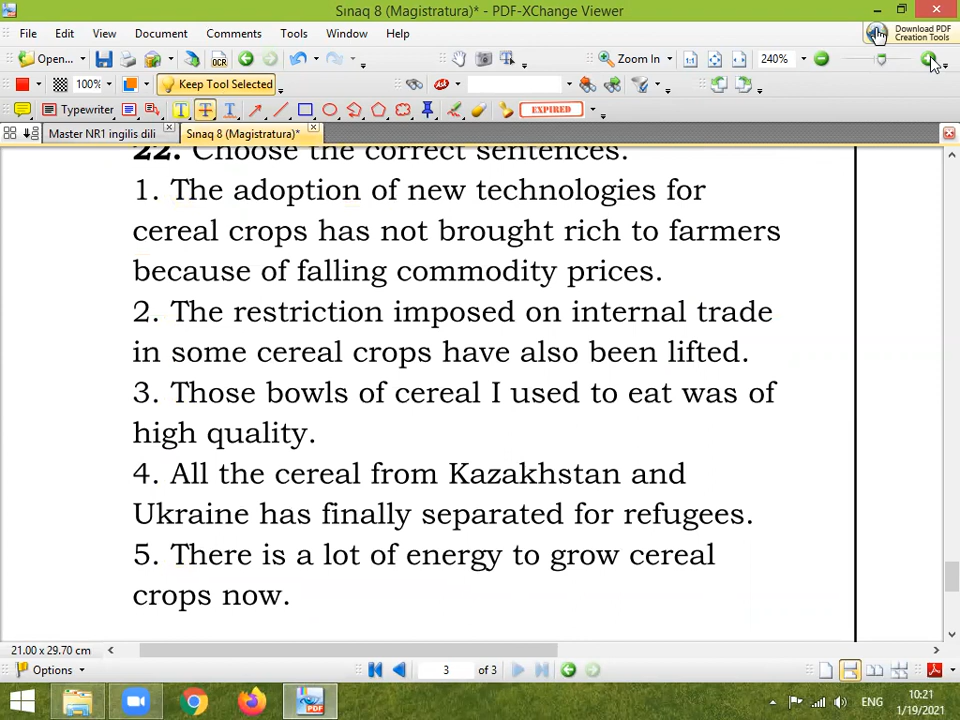 Sınaq 8 (Magistratura)* - PDF-XChange Viewer
File Edit View Document Comments Tools Window Help
Download PDF
Creation Tools
Open... OCR Zoom In 240%
100% Keep Tool Selected
Typewriter EXPIRED
Master NR1 ingilis dili Sınaq 8 (Magistratura)*
22. Choose the correct sentences.
1. The adoption of new technologies for
cereal crops has not brought rich to farmers
because of falling commodity prices.
2. The restriction imposed on internal trade
in some cereal crops have also been lifted.
3. Those bowls of cereal I used to eat was of
high quality.
4. All the cereal from Kazakhstan and
Ukraine has finally separated for refugees.
5. There is a lot of energy to grow cereal
crops now.
21.00 x 29.70 cm
Options 3 of 3
ENG 10:21
1/19/2021